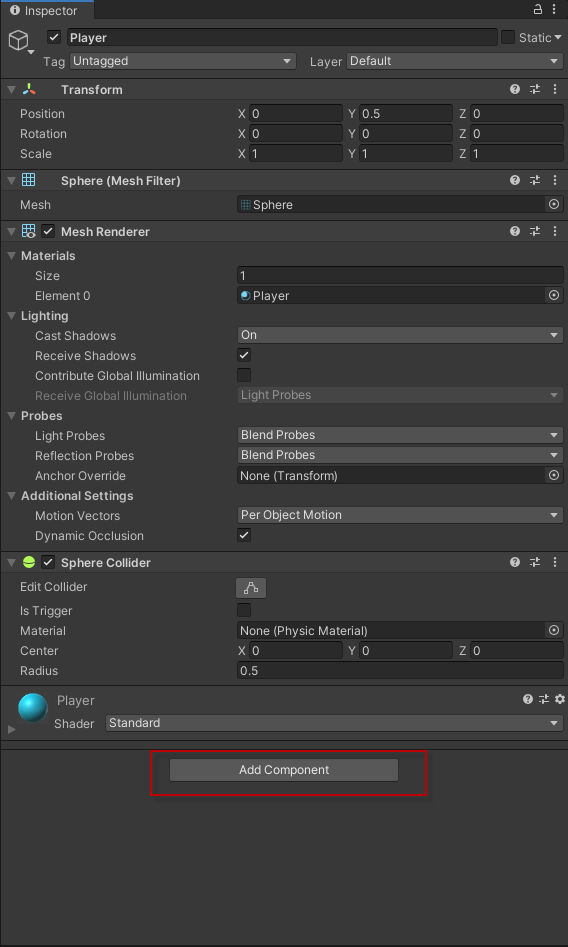 Inspector
Player Static
Tag Untagged Layer Default
Transform
Position X 0 Y 0.5 Z 0
Rotation X 0 Y 0 Z 0
Scale X 1 Y 1 Z 1
Sphere (Mesh Filter)
Mesh Sphere
Mesh Renderer
Materials
Size 1
Element 0 Player
Lighting
Cast Shadows On
Receive Shadows
Contribute Global Illumination
Receive Global Illumination Light Probes
Probes
Light Probes Blend Probes
Reflection Probes Blend Probes
Anchor Override None (Transform)
Additional Settings
Motion Vectors Per Object Motion
Dynamic Occlusion
Sphere Collider
Edit Collider
Is Trigger
Material None (Physic Material)
Center X 0 Y 0 Z 0
Radius 0.5
Player
Shader Standard
Add Component